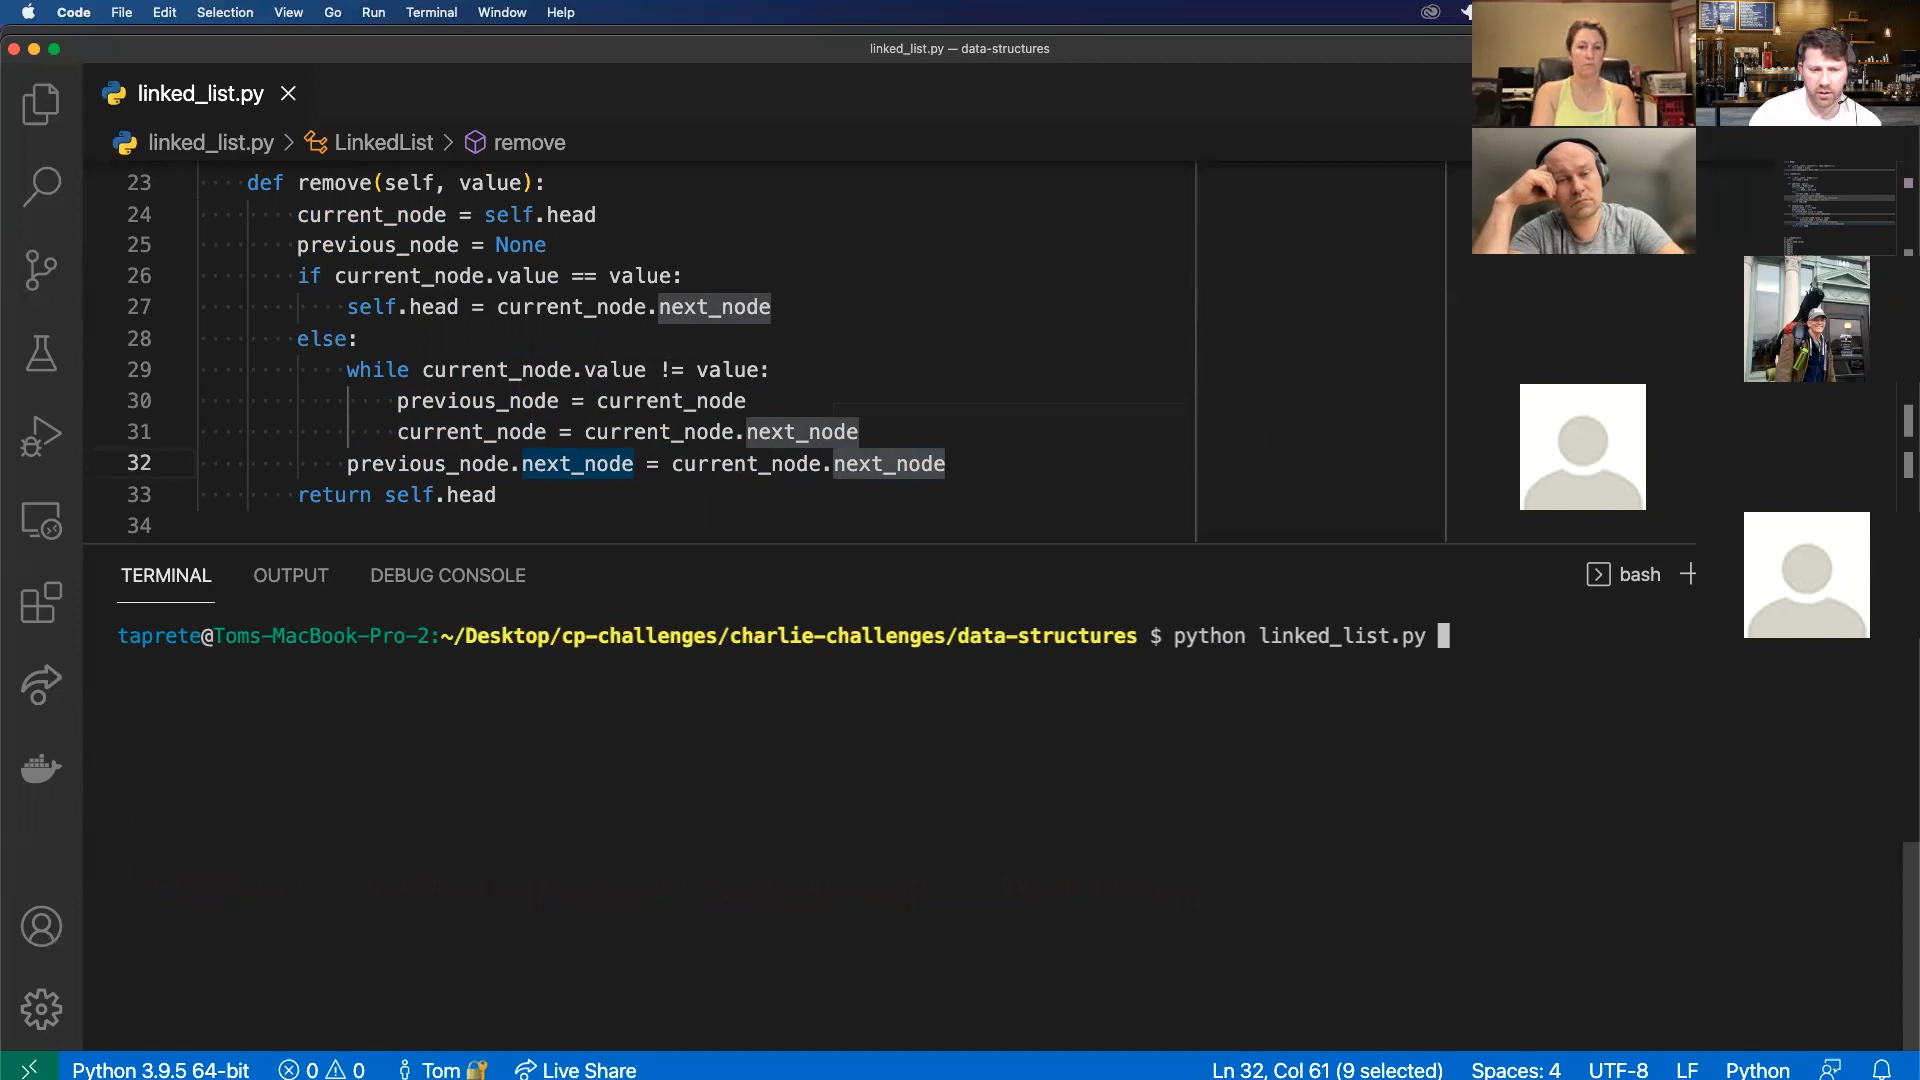 Code File Edit Selection View Go Run Terminal Window Help
linked_list.py — data-structures
linked_list.py
linked_list.py > LinkedList > remove
23 def remove(self, value):
24 current_node = self.head
25 previous_node = None
26 if current_node.value == value:
27 self.head = current_node.next_node
28 else:
29 while current_node.value != value:
30 previous_node = current_node
31 current_node = current_node.next_node
32 previous_node.next_node = current_node.next_node
33 return self.head
34
TERMINAL OUTPUT DEBUG CONSOLE
bash
taprete@Toms-MacBook-Pro-2:~/Desktop/cp-challenges/charlie-challenges/data-structures $ python linked_list.py
Python 3.9.5 64-bit 0 0 Tom Live Share Ln 32, Col 61 (9 selected) Spaces: 4 UTF-8 LF Python